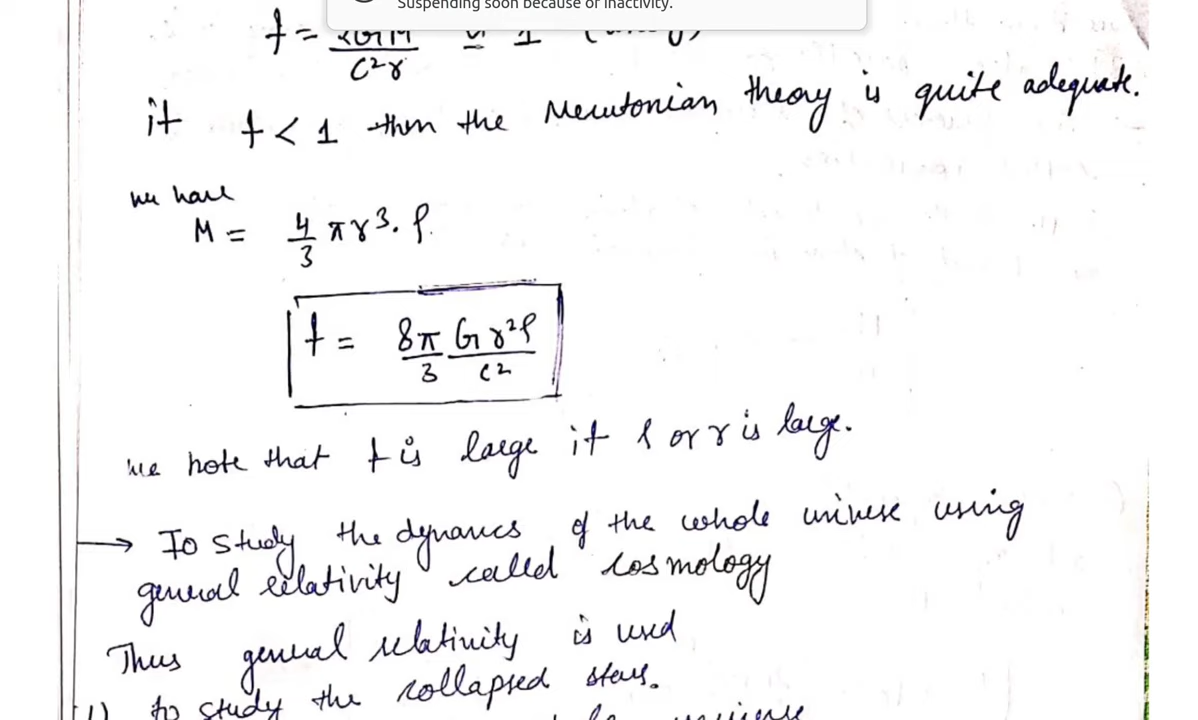 Suspending soon because of inactivity.
f = 2GM/c²r
if f < 1 then the Newtonian theory is quite adequate.
we have
M = 4/3 πr³. ρ
f = 8π/3 Gr²ρ/c²
we note that f is large if ρ or r is large.
→ To study the dynamics of the whole universe using
general relativity called cosmology
Thus general relativity is used
1) to study the collapsed stars.
universe